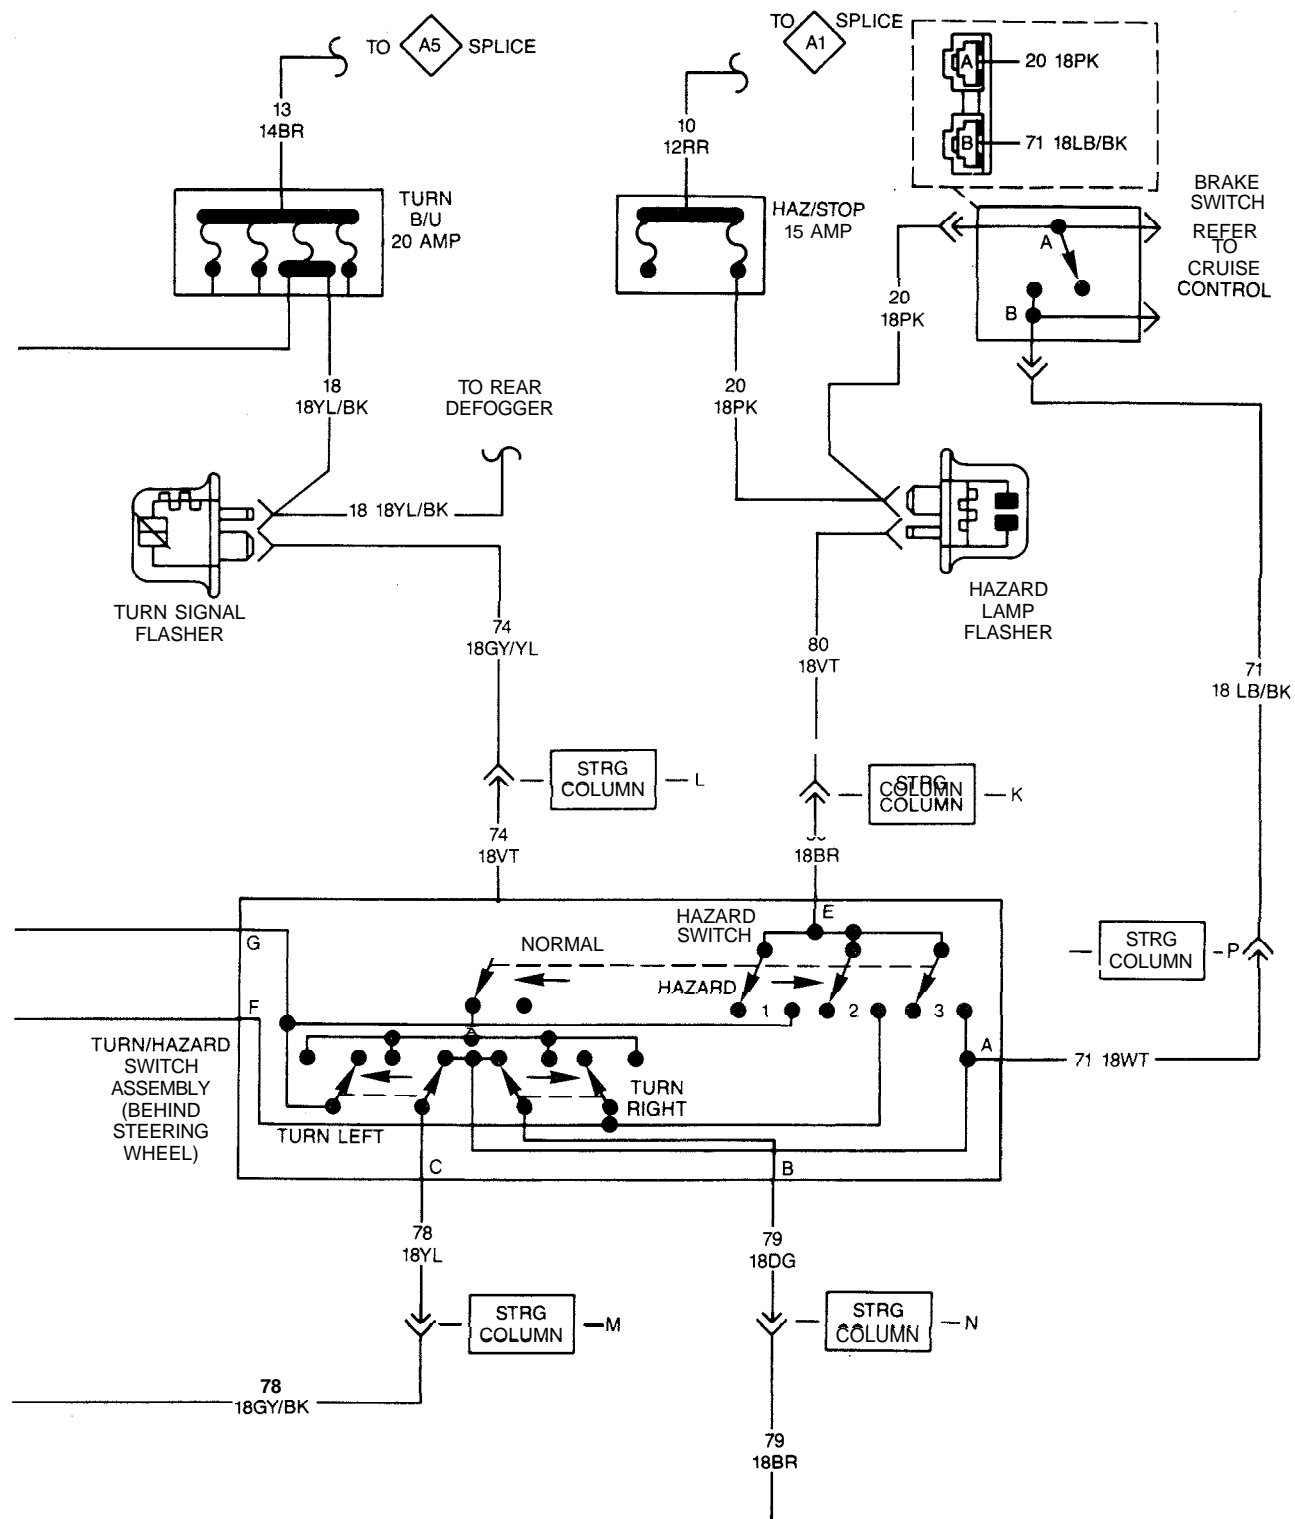 TO A5 SPLICE
TO A1 SPLICE
A 20 18PK
B 71 18LB/BK
13
14BR
10
12RR
TURN
B/U
20 AMP
HAZ/STOP
15 AMP
BRAKE
SWITCH
REFER
TO
CRUISE
CONTROL
A
B
20
18PK
18
18YL/BK
TO REAR
DEFOGGER
20
18PK
18 18YL/BK
TURN SIGNAL
FLASHER
HAZARD
LAMP
FLASHER
74
18GY/YL
80
18VT
71
18 LB/BK
STRG
COLUMN
L
STRG
COLUMN
COLUMN
K
74
18VT
18BR
HAZARD
SWITCH
E
NORMAL
G
HAZARD
1 2 3
STRG
COLUMN
P
F
TURN/HAZARD
SWITCH
ASSEMBLY
(BEHIND
STEERING
WHEEL)
A
71 18WT
TURN
RIGHT
TURN LEFT
C
B
78
18YL
79
18DG
STRG
COLUMN
M
STRG
COLUMN
N
78
18GY/BK
79
18BR